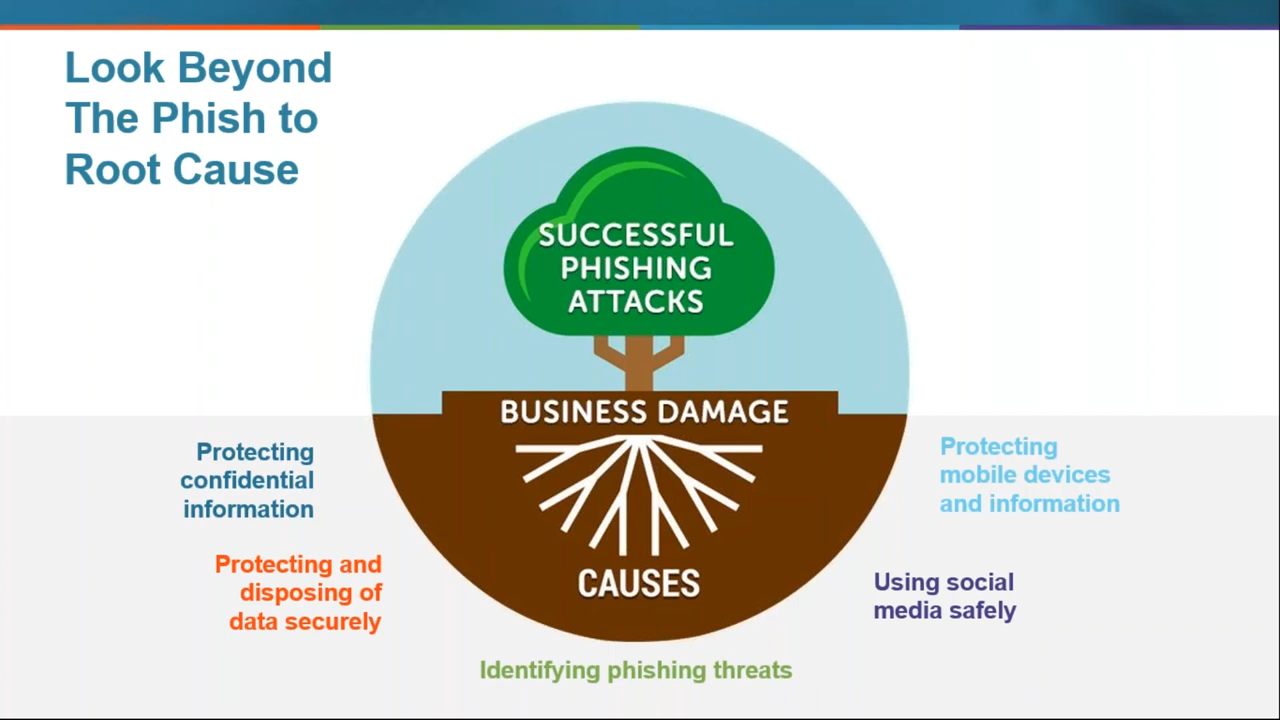 Look Beyond
The Phish to
Root Cause
SUCCESSFUL
PHISHING
ATTACKS
BUSINESS DAMAGE
CAUSES
Protecting
confidential
information
Protecting and
disposing of
data securely
Identifying phishing threats
Using social
media safely
Protecting
mobile devices
and information